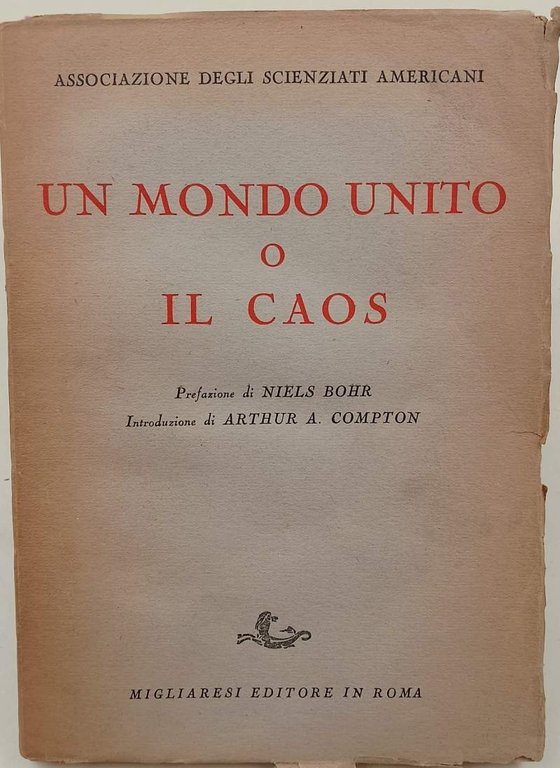 ASSOCIAZIONE DEGLI SCIENZIATI AMERICANI
UN MONDO UNITO
O
IL CAOS
Prefazione di NIELS BOHR
Introduzione di ARTHUR A. COMPTON
MIGLIARESI EDITORE IN ROMA